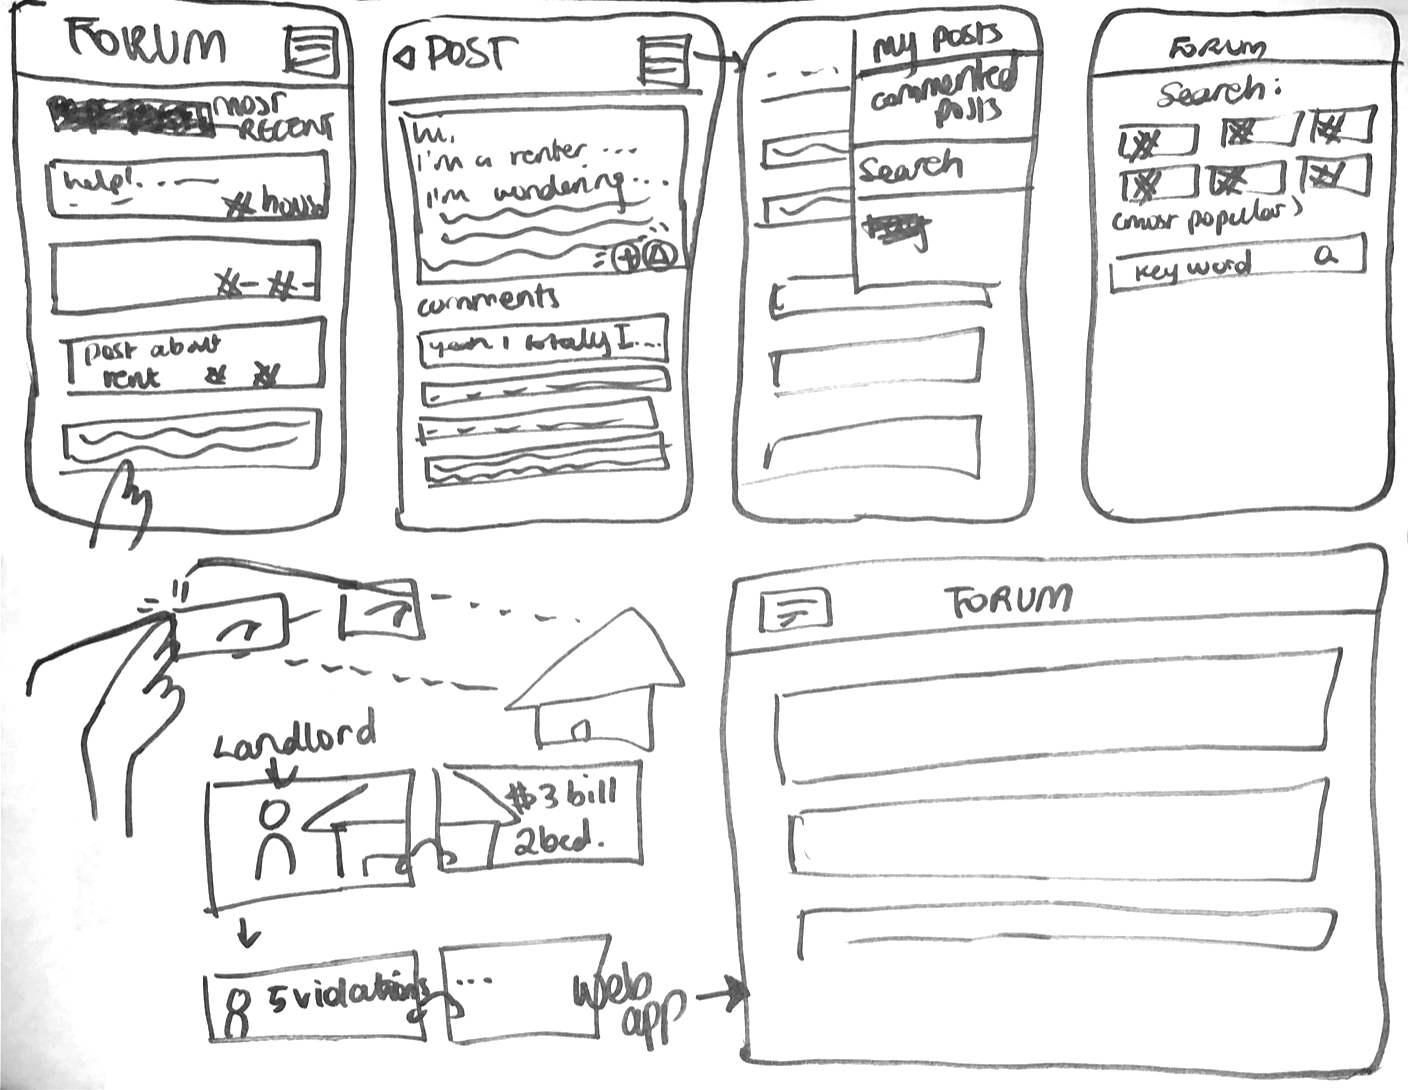 FORUM
MOST
RECENT
help!. . —
# house
#- #-
post about
rent # #
POST
hi,
i'm a renter ...
i'm wondering...
comments
yeah I totally I...
my posts
commented
posts
Search
FORUM
Search:
# # #
# # #
(most popular)
key word
Landlord
$3 bill
2bed.
5 violations
...
web
app
FORUM